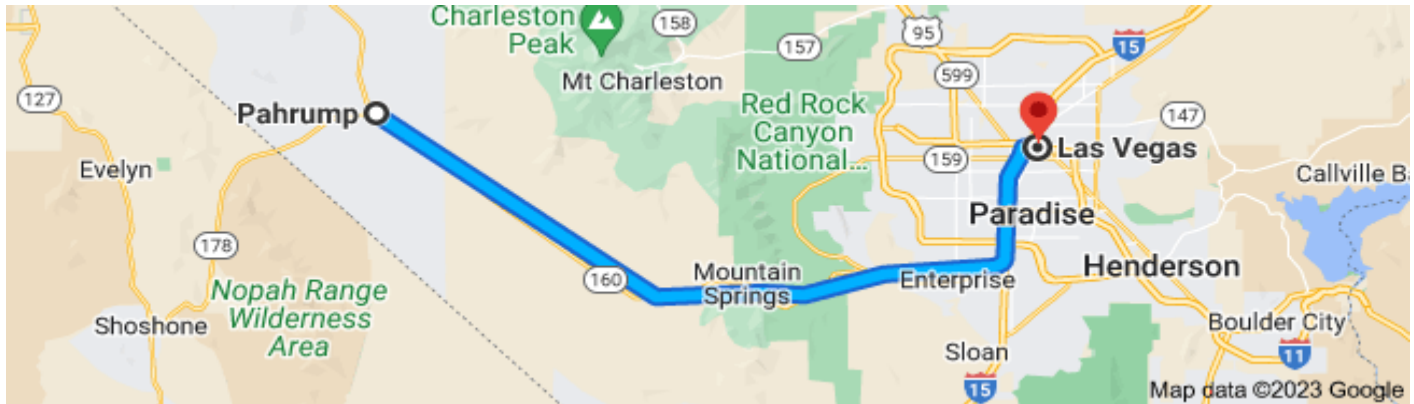 Charleston
Peak
158
95
15
157
Mt Charleston
599
127
Pahrump
Red Rock
Canyon
National...
147
159
Las Vegas
Evelyn
Callville Ba
Paradise
178
Mountain
Springs
160
Enterprise
Henderson
Nopah Range
Wilderness
Area
Shoshone
Boulder City
Sloan
11
15
Map data ©2023 Google